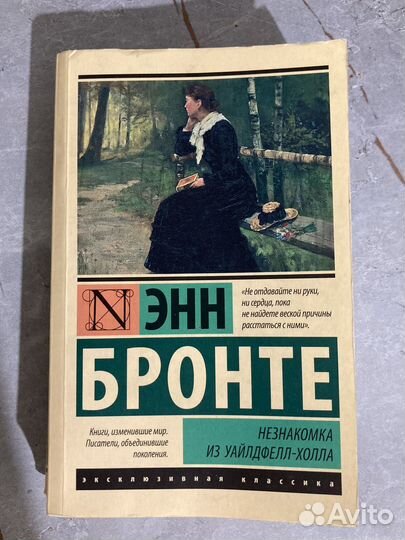 N ЭНН
«Не отдавайте ни руки,
ни сердца, пока
не найдете веской причины
расстаться с ними».
БРОНТЕ
Книги, изменившие мир.
Писатели, объединившие
поколения.
НЕЗНАКОМКА
ИЗ УАЙЛДФЕЛЛ-ХОЛЛА
эксклюзивная классика
Avito